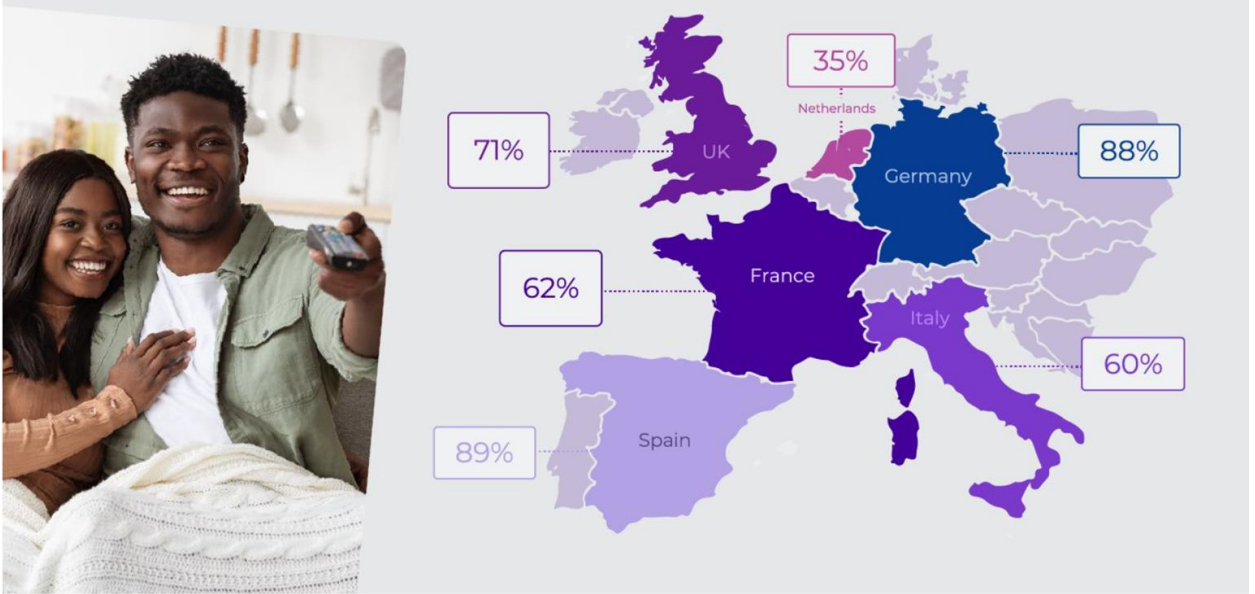 35%
Netherlands
71%
UK
88%
Germany
62%
France
Italy
60%
89%
Spain